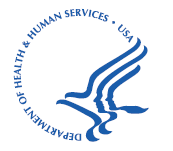 DEPARTMENT OF HEALTH & HUMAN SERVICES • USA